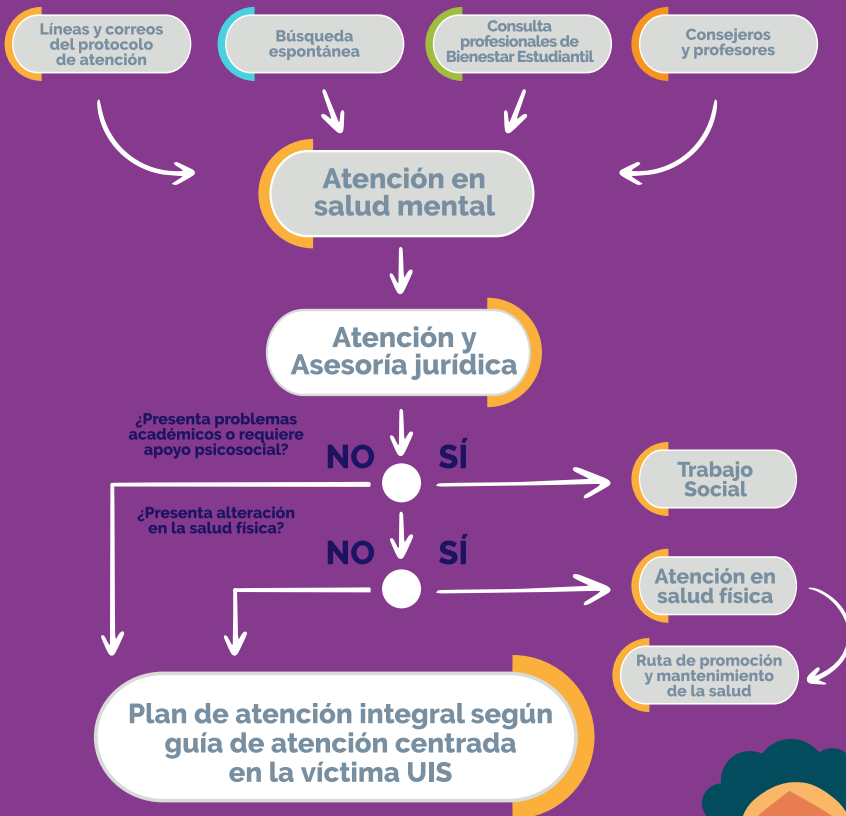 Líneas y correos
del protocolo
de atención
Búsqueda
espontánea
Consulta
profesionales de
Bienestar Estudiantil
Consejeros
y profesores
Atención en
salud mental
Atención y
Asesoría jurídica
¿Presenta problemas
académicos o requiere
apoyo psicosocial?
NO
SÍ
Trabajo
Social
¿Presenta alteración
en la salud física?
NO
SÍ
Atención en
salud física
Ruta de promoción
y mantenimiento
de la salud
Plan de atención integral según
guía de atención centrada
en la víctima UIS